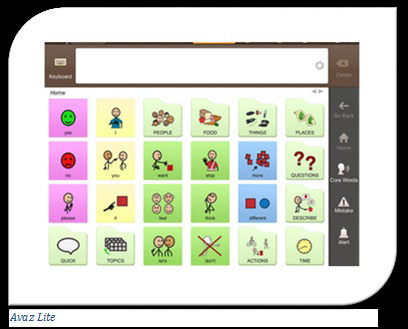 Keyboard
Delete
Home
Go Back
yes I PEOPLE FOOD THINGS PLACES
Home
no you want stop more QUESTIONS
Core Words
please it feel think different DESCRIBE
Mistake
QUICK TOPICS let's don't ACTIONS TIME
Alert
Avaz Lite